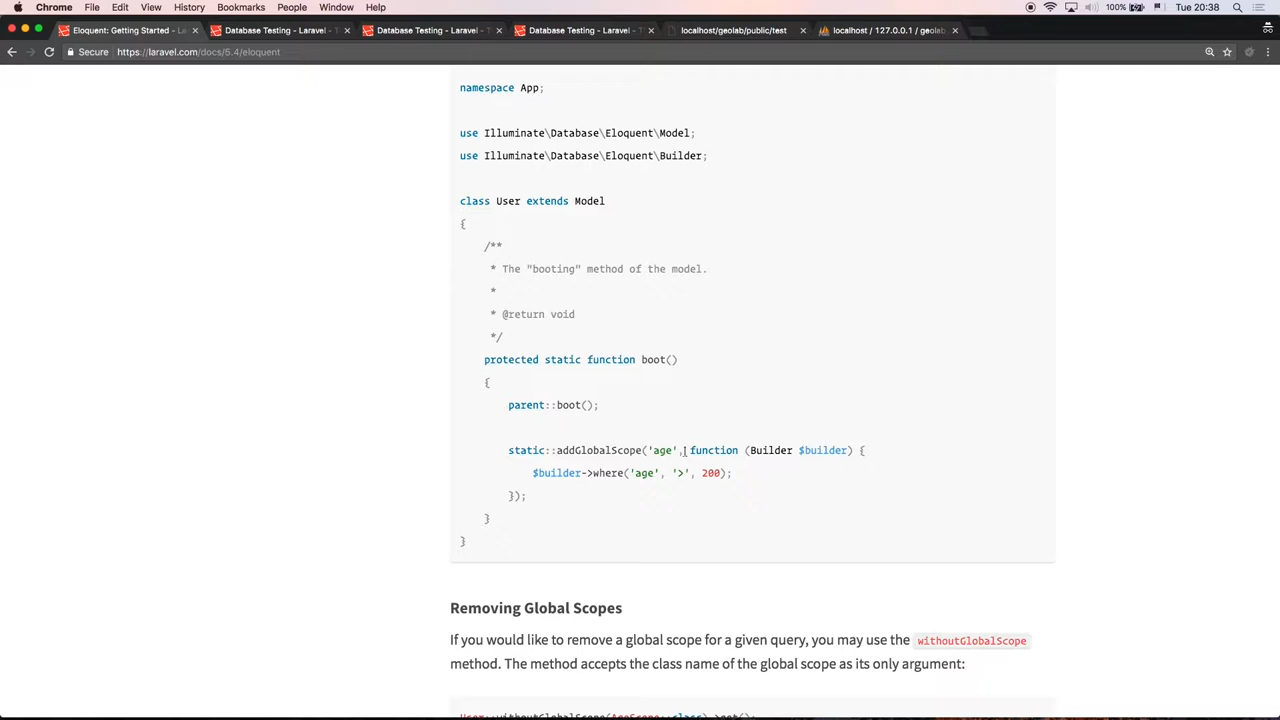 Chrome File Edit View History Bookmarks People Window Help 100% Tue 20:38
Eloquent: Getting Started - La Database Testing - Laravel - T Database Testing - Laravel - T Database Testing - Laravel - T localhost/geolab/public/test localhost / 127.0.0.1 / geolab
Secure https://laravel.com/docs/5.4/eloquent
namespace App;
use Illuminate\Database\Eloquent\Model;
use Illuminate\Database\Eloquent\Builder;
class User extends Model
{
/**
* The "booting" method of the model.
*
* @return void
*/
protected static function boot()
{
parent::boot();
static::addGlobalScope('age', function (Builder $builder) {
$builder->where('age', '>', 200);
});
}
}
Removing Global Scopes
If you would like to remove a global scope for a given query, you may use the withoutGlobalScope
method. The method accepts the class name of the global scope as its only argument:
User::withoutGlobalScope(AgeScope::class)->get();